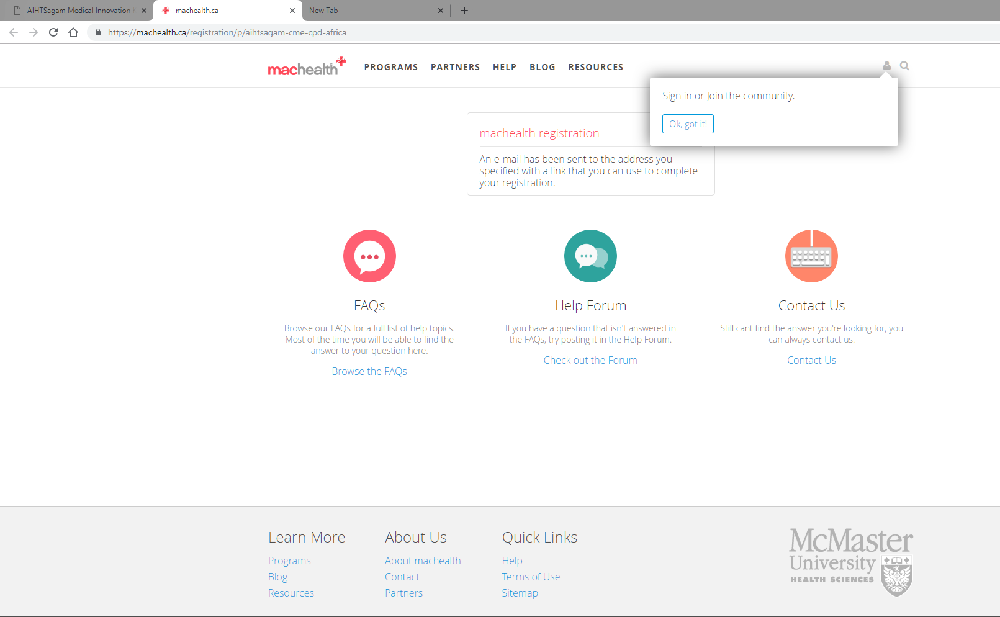 AIHTSagam Medical Innovation
machealth.ca
New Tab
https://machealth.ca/registration/p/aihtsagam-cme-cpd-africa
machealth
PROGRAMS
PARTNERS
HELP
BLOG
RESOURCES
Sign in or Join the community.
Ok, got it!
machealth registration
An e-mail has been sent to the address you
specified with a link that you can use to complete
your registration.
FAQs
Browse our FAQs for a full list of help topics.
Most of the time you will be able to find the
answer to your question here.
Browse the FAQs
Help Forum
If you have a question that isn't answered in
the FAQs, try posting it in the Help Forum.
Check out the Forum
Contact Us
Still cant find the answer you're looking for, you
can always contact us.
Contact Us
Learn More
Programs
Blog
Resources
About Us
About machealth
Contact
Partners
Quick Links
Help
Terms of Use
Sitemap
McMaster
University
HEALTH SCIENCES